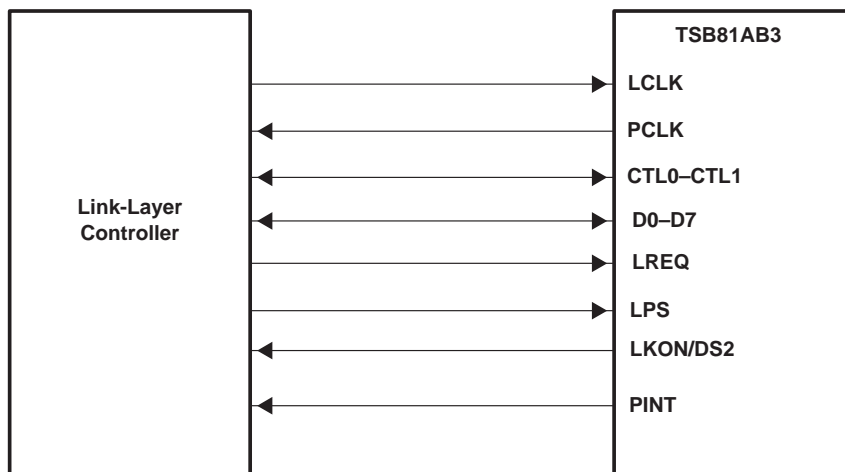 TSB81AB3
LCLK
PCLK
CTL0–CTL1
Link-Layer
Controller
D0–D7
LREQ
LPS
LKON/DS2
PINT